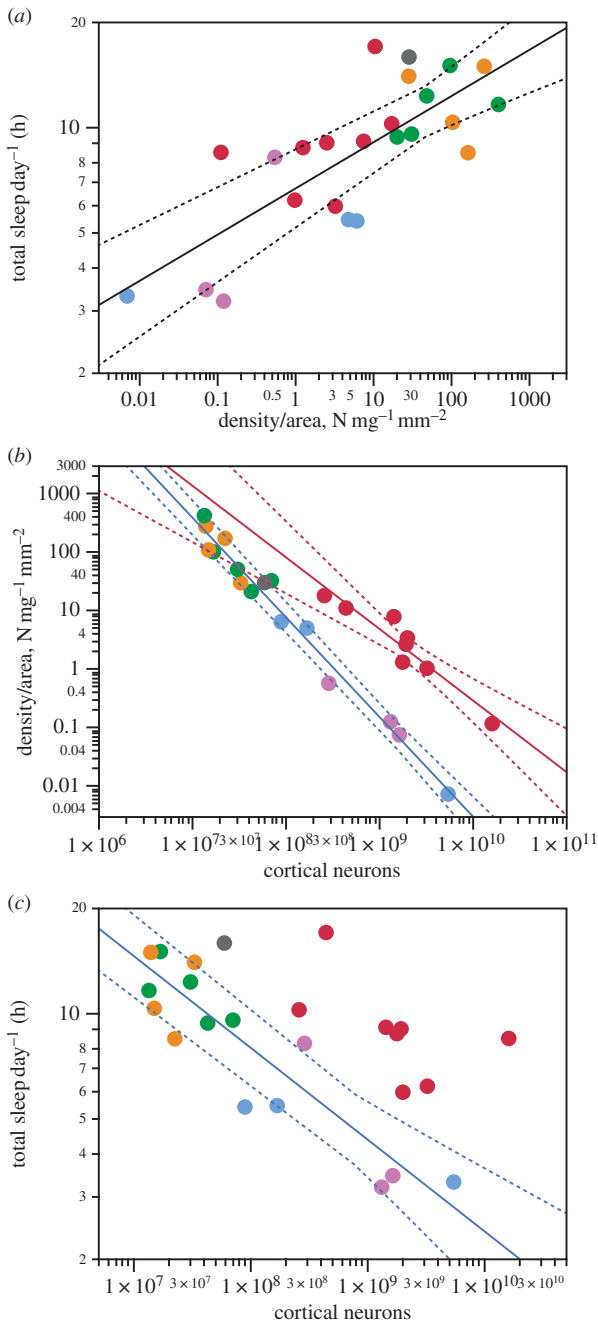 (a)
20
10
9
8
7
6
5
4
3
2
total sleep day⁻¹ (h)
0.01 0.1 0.5 1 3 5 10 30 100 1000
density/area, N mg⁻¹ mm⁻²
(b)
3000
1000
400
100
40
10
4
1
0.4
0.1
0.04
0.01
0.004
density/area, N mg⁻¹ mm⁻²
1 × 10⁶ 1 × 10⁷ 3 × 10⁷ 1 × 10⁸ 3 × 10⁸ 1 × 10⁹ 1 × 10¹⁰ 1 × 10¹¹
cortical neurons
(c)
20
10
9
8
7
6
5
4
3
2
total sleep day⁻¹ (h)
1 × 10⁷ 3 × 10⁷ 1 × 10⁸ 3 × 10⁸ 1 × 10⁹ 3 × 10⁹ 1 × 10¹⁰ 3 × 10¹⁰
cortical neurons